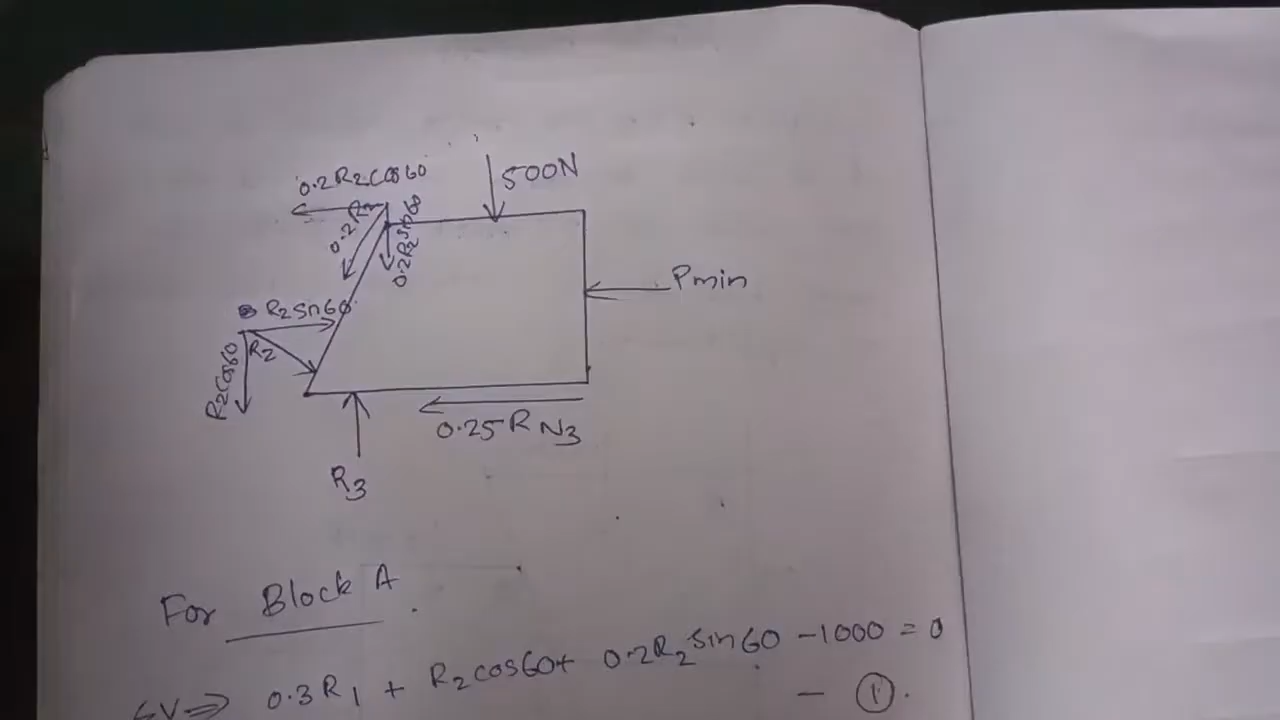 0.2R2cos60
500N
0.2R2
0.2R2sin60
Pmin
R2sin60
R2
R2cos60
0.25RN3
R3
For Block A
ΣV⇒ 0.3R1 + R2cos60+ 0.2R2sin60 -1000 = 0
- ①.